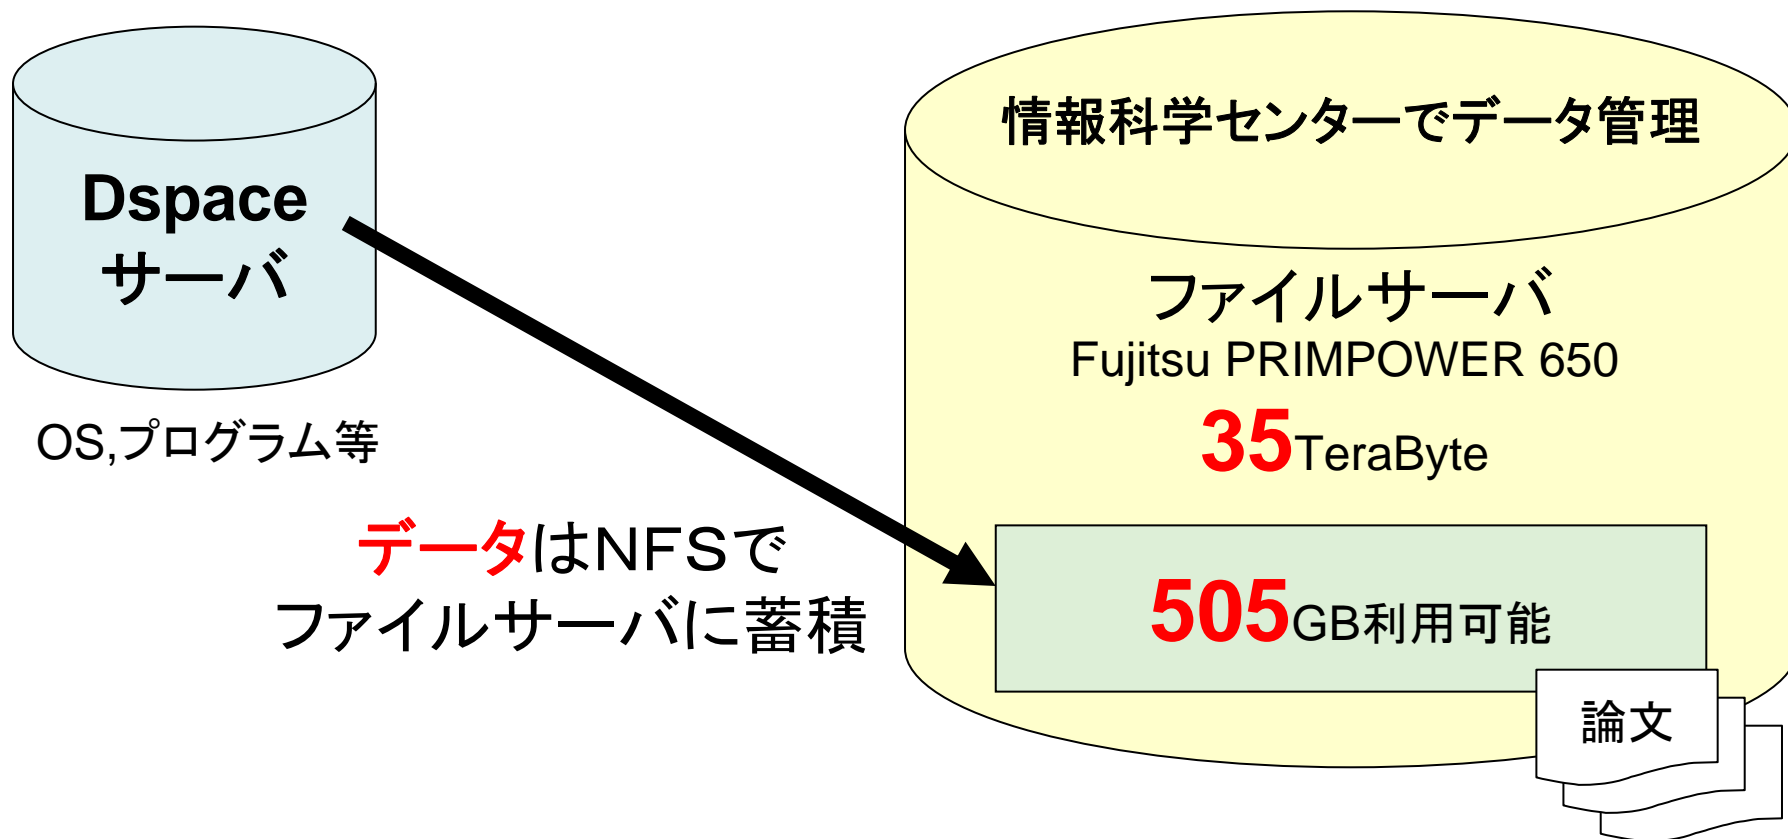 Dspace
サーバ
OS,プログラム等
データはNFSで
ファイルサーバに蓄積
情報科学センターでデータ管理
ファイルサーバ
Fujitsu PRIMPOWER 650
35TeraByte
505GB利用可能
論文